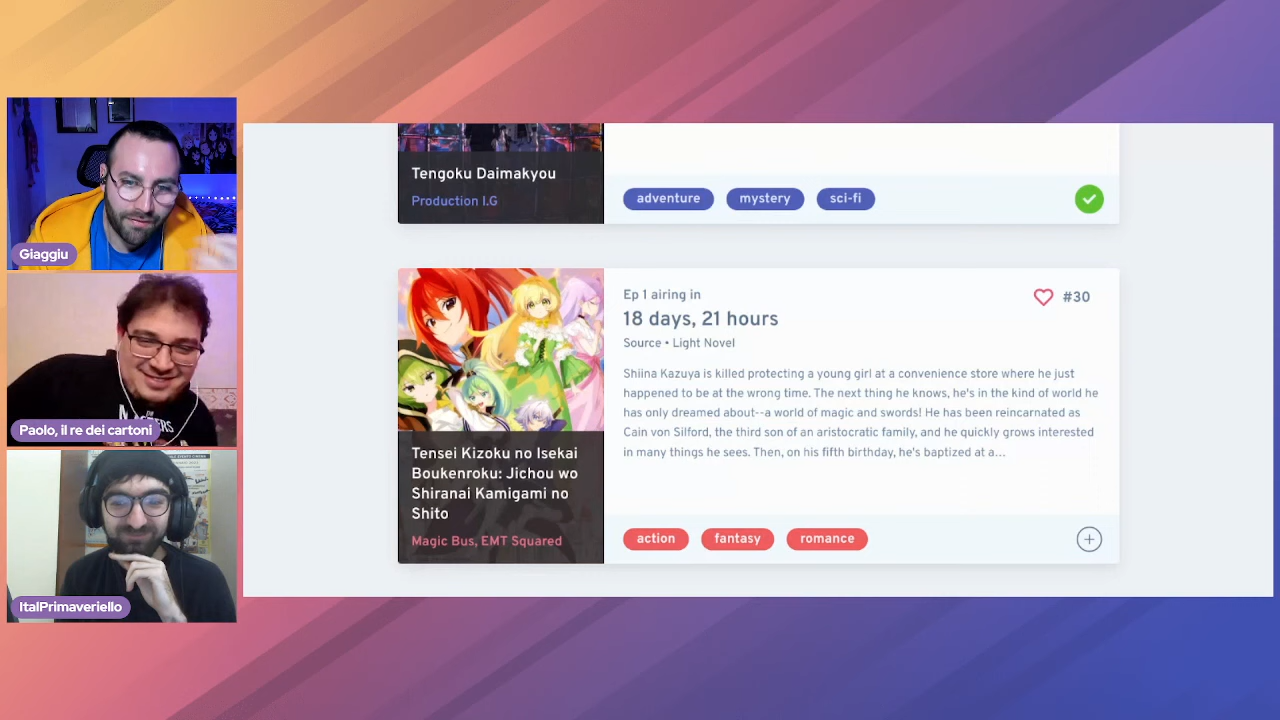 Giaggiu
Paolo, il re dei cartoni
ItalPrimaveriello
Tengoku Daimakyou
Production I.G
adventure
mystery
sci-fi
Ep 1 airing in
#30
18 days, 21 hours
Source • Light Novel
Shiina Kazuya is killed protecting a young girl at a convenience store where he just
happened to be at the wrong time. The next thing he knows, he's in the kind of world he
has only dreamed about--a world of magic and swords! He has been reincarnated as
Cain von Silford, the third son of an aristocratic family, and he quickly grows interested
in many things he sees. Then, on his fifth birthday, he's baptized at a...
Tensei Kizoku no Isekai
Boukenroku: Jichou wo
Shiranai Kamigami no
Shito
Magic Bus, EMT Squared
action
fantasy
romance